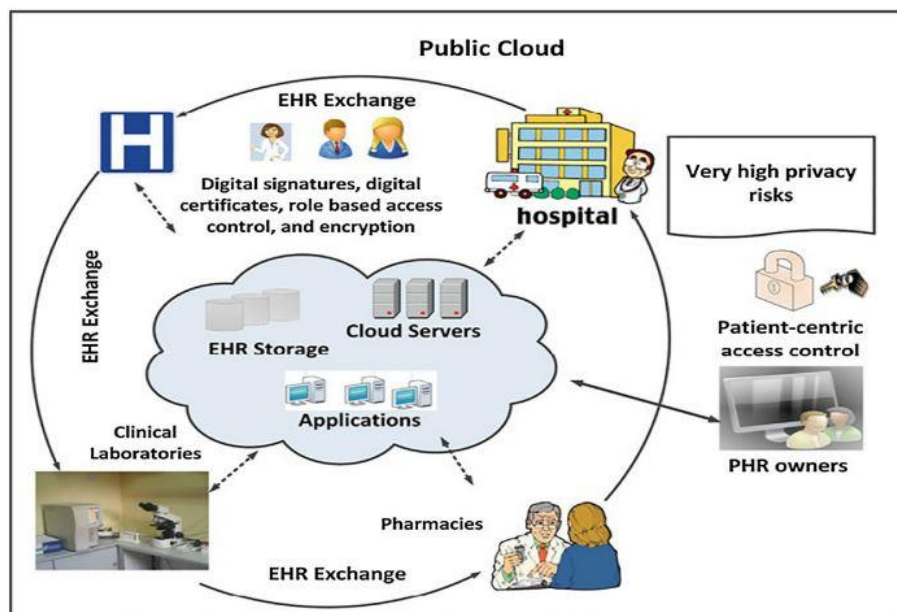 Public Cloud
EHR Exchange
H
Digital signatures, digital
certificates, role based access
control, and encryption
hospital
Very high privacy
risks
EHR Exchange
Cloud Servers
EHR Storage
Patient-centric
access control
Applications
Clinical
Laboratories
PHR owners
Pharmacies
EHR Exchange